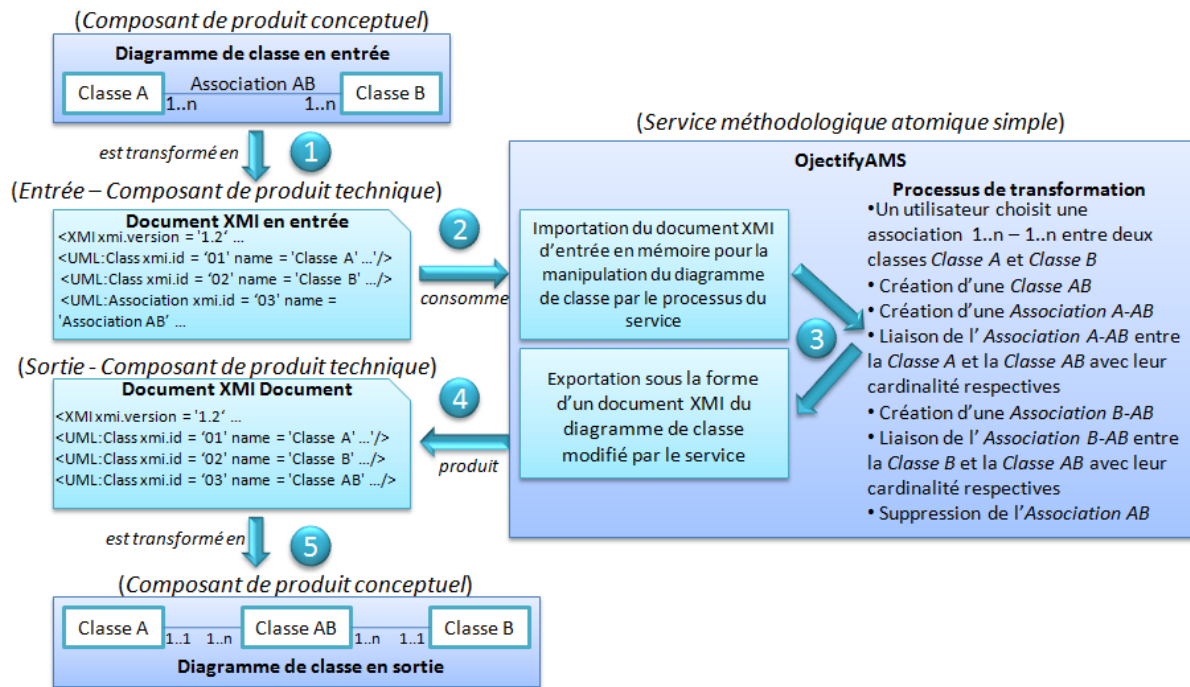 (Composant de produit conceptuel)
Diagramme de classe en entrée
Classe A
Association AB
Classe B
1..n
1..n
est transformé en
1
(Entrée – Composant de produit technique)
Document XMI en entrée
<XMI xmi.version = '1.2‘ ...
<UML:Class xmi.id = ‘01’ name = 'Classe A’ ...'/>
<UML:Class xmi.id = ‘02’ name = 'Classe B’ .../>
<UML:Association xmi.id = ‘03’ name =
'Association AB’ ...
2
consomme
(Service méthodologique atomique simple)
OjectifyAMS
Importation du document XMI
d’entrée en mémoire pour la
manipulation du diagramme
de classe par le processus du
service
3
Exportation sous la forme
d’un document XMI du
diagramme de classe
modifié par le service
Processus de transformation
•Un utilisateur choisit une
association 1..n – 1..n entre deux
classes Classe A et Classe B
• Création d’une Classe AB
• Création d’une Association A-AB
• Liaison de l’ Association A-AB entre
la Classe A et la Classe AB avec leur
cardinalité respectives
• Création d’une Association B-AB
• Liaison de l’ Association B-AB entre
la Classe B et la Classe AB avec leur
cardinalité respectives
• Suppression de l’Association AB
(Sortie - Composant de produit technique)
Document XMI Document
<XMI xmi.version = '1.2‘ ...
<UML:Class xmi.id = ‘01’ name = 'Classe A’ ...'/>
<UML:Class xmi.id = ‘02’ name = 'Classe B’ .../>
<UML:Class xmi.id = ‘03’ name = 'Classe AB’ .../>
4
produit
est transformé en
5
(Composant de produit conceptuel)
Classe A
1..1
1..n
Classe AB
1..n
1..1
Classe B
Diagramme de classe en sortie